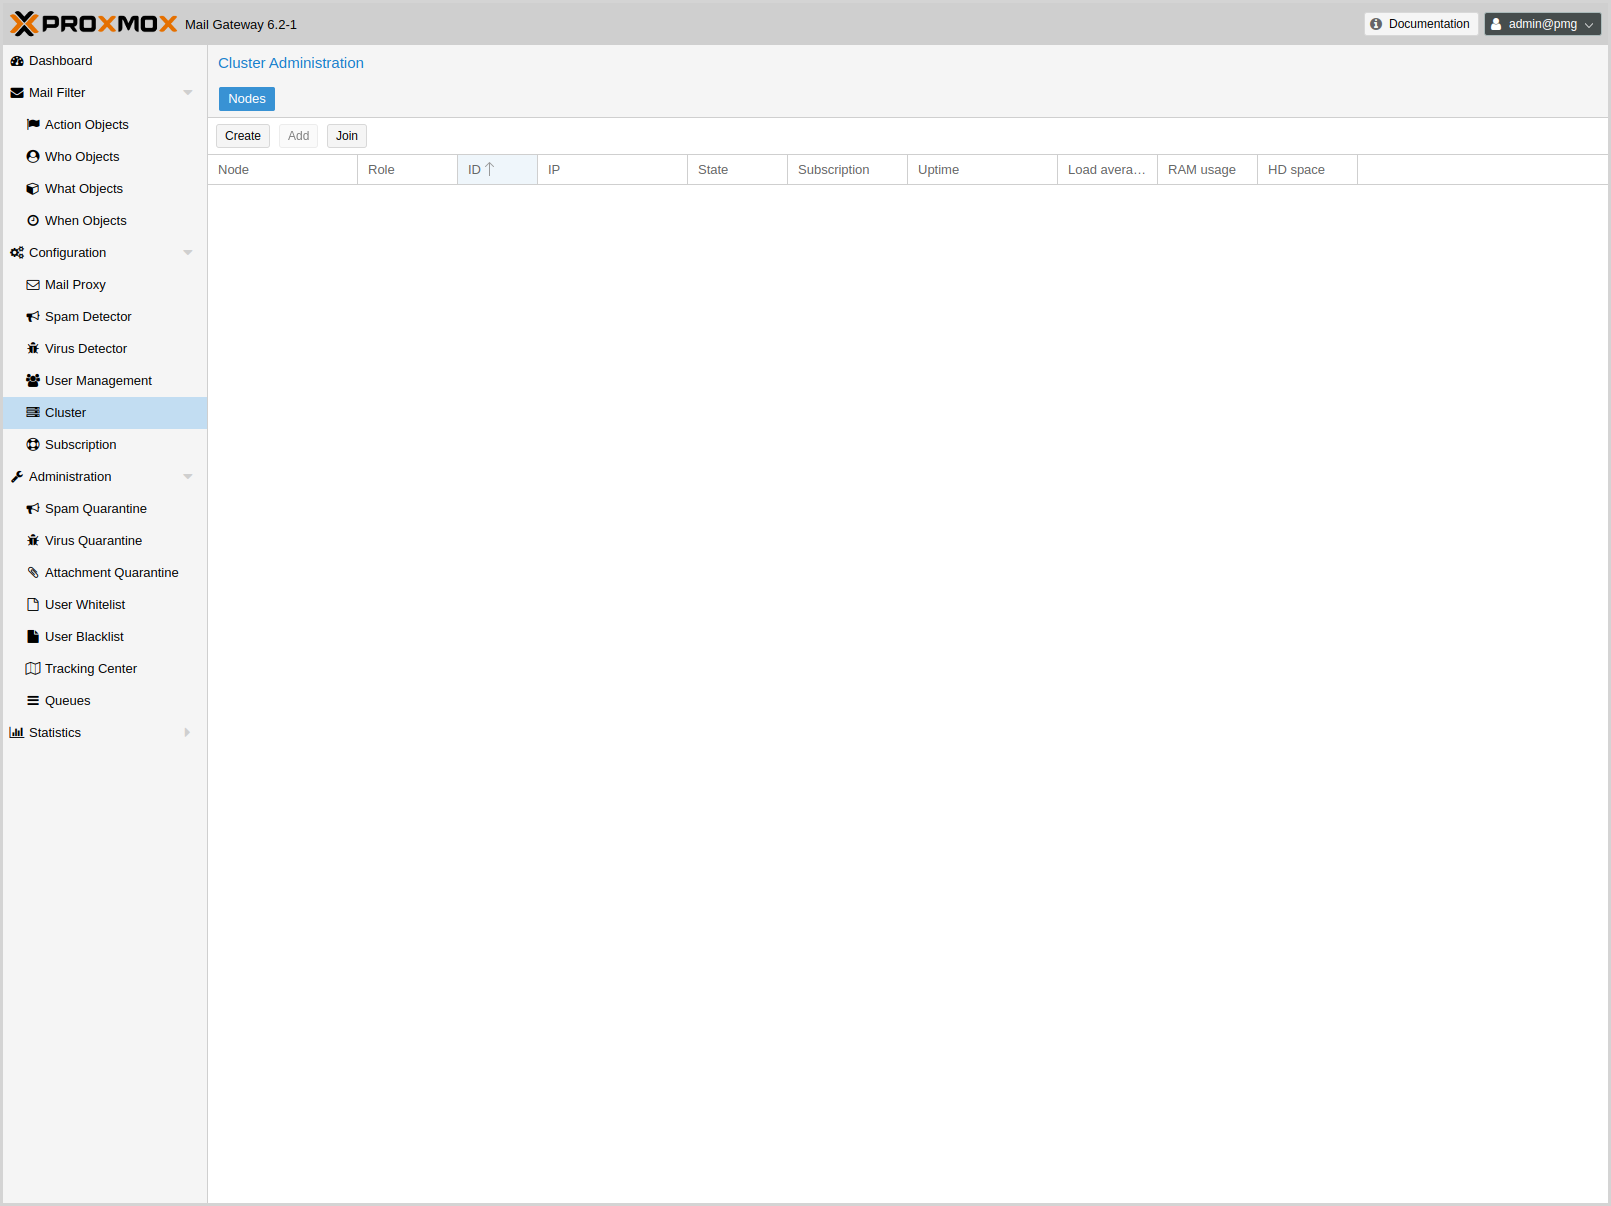 PROXMOX Mail Gateway 6.2-1
Documentation
admin@pmg
Dashboard
Mail Filter
Action Objects
Who Objects
What Objects
When Objects
Configuration
Mail Proxy
Spam Detector
Virus Detector
User Management
Cluster
Subscription
Administration
Spam Quarantine
Virus Quarantine
Attachment Quarantine
User Whitelist
User Blacklist
Tracking Center
Queues
Statistics
Cluster Administration
Nodes
Create Add Join
Node Role ID IP State Subscription Uptime Load avera… RAM usage HD space